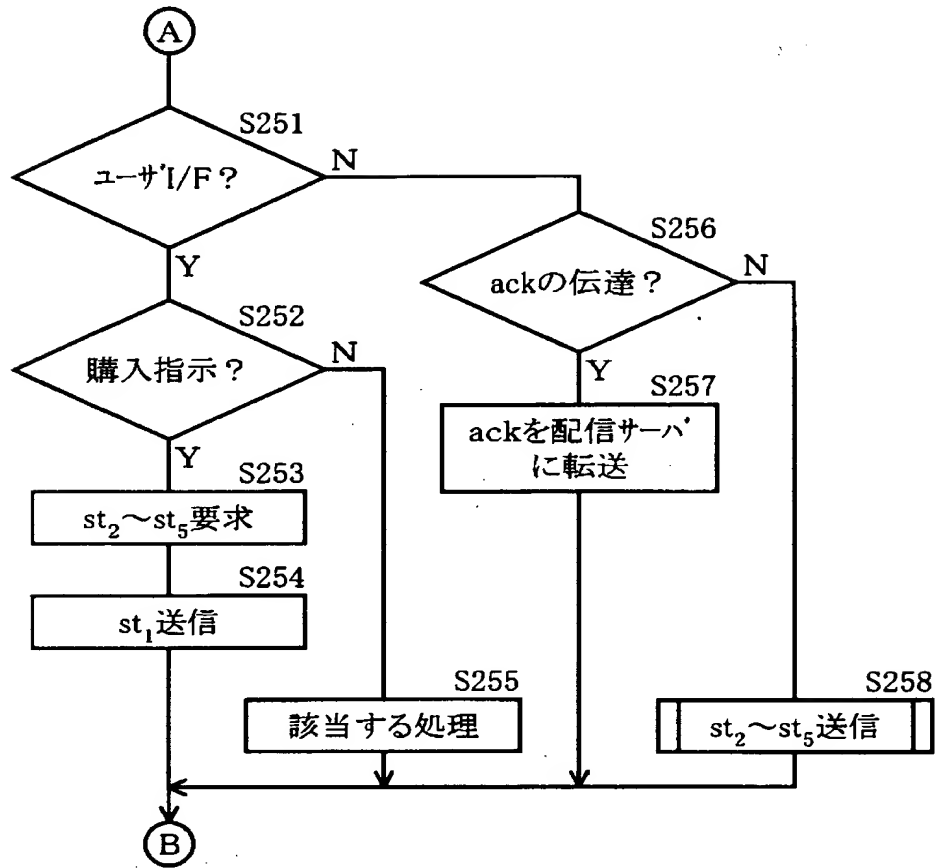 A
S251
ユーザI/F?
N
Y
S256
ackの伝達?
N
Y
S252
購入指示?
N
Y
S257
ackを配信サーバ
に転送
S253
st₂～st₅要求
S254
st₁送信
S255
該当する処理
S258
st₂～st₅送信
B